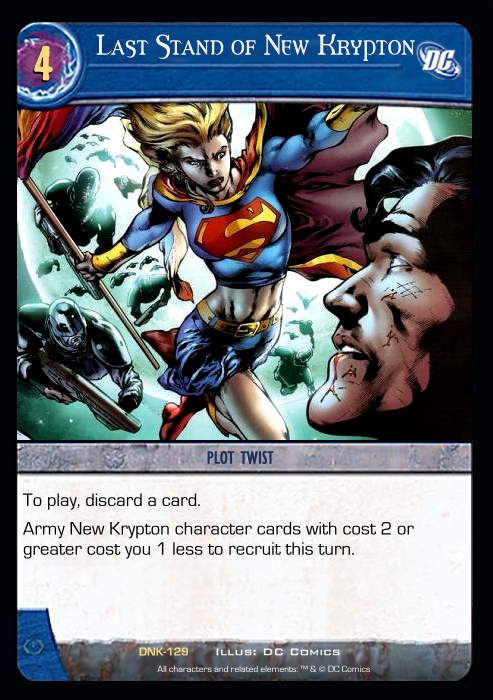 4
Last Stand of New Krypton
DC
PLOT TWIST
To play, discard a card.
Army New Krypton character cards with cost 2 or
greater cost you 1 less to recruit this turn.
DNK-129 Illus: DC Comics
All characters and related elements: ™ & © DC Comics